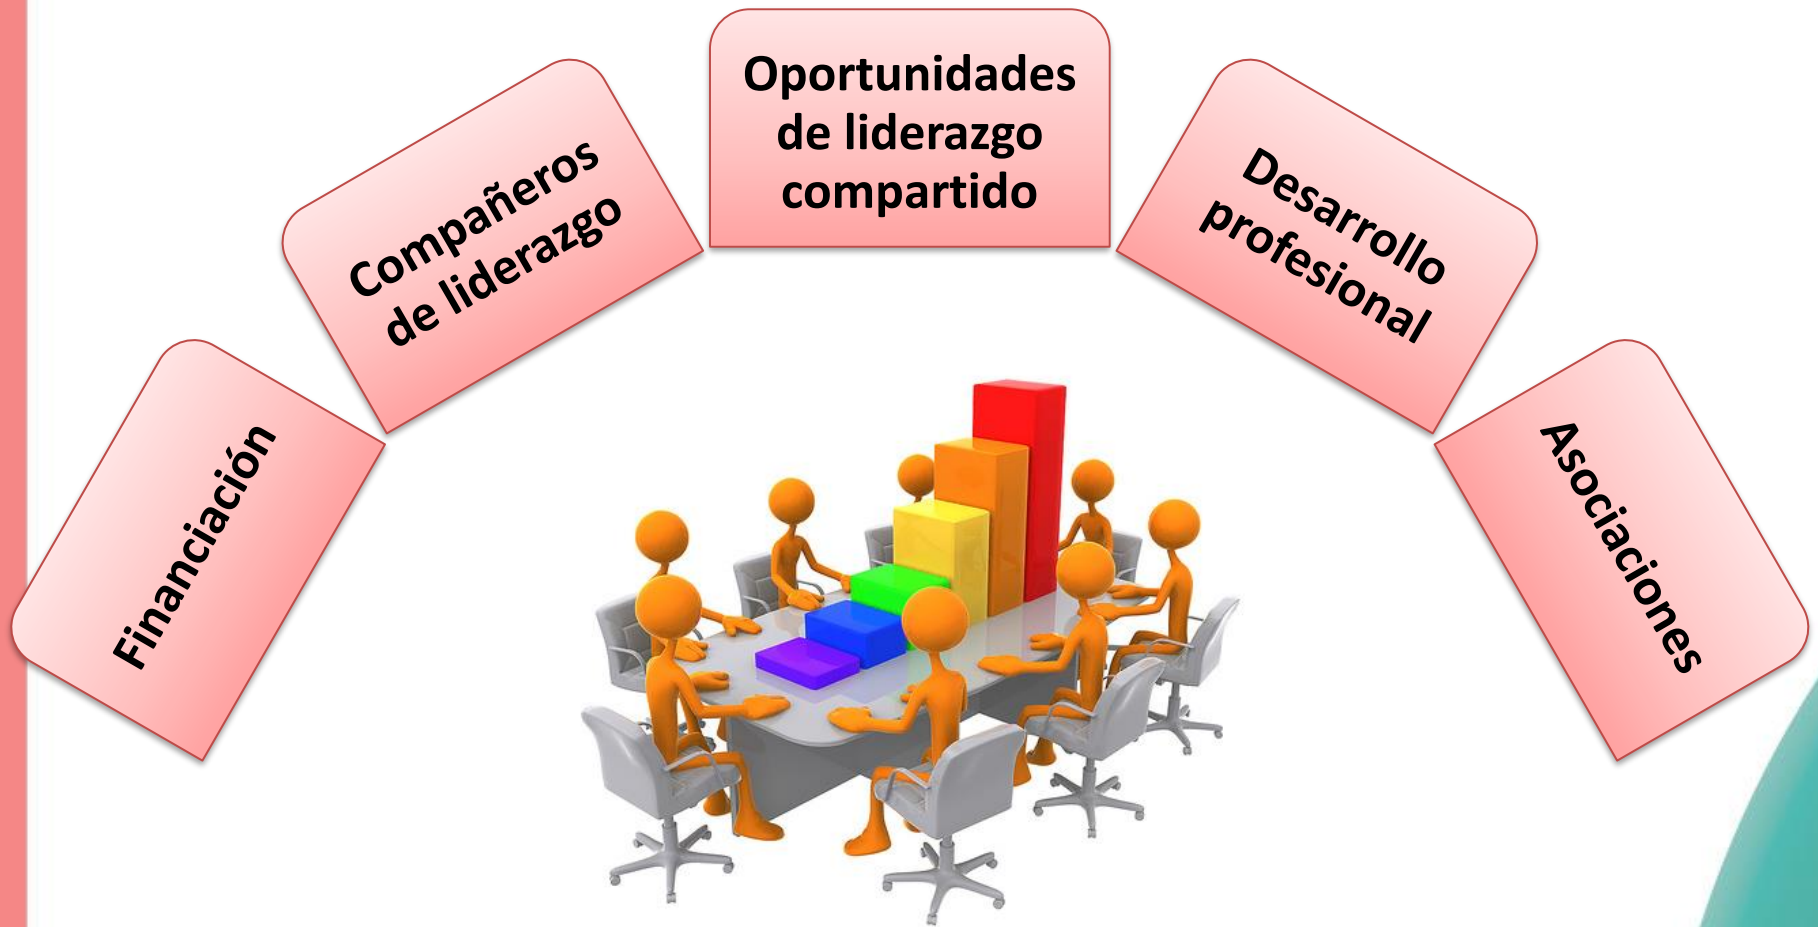 Financiación
Compañeros
de liderazgo
Oportunidades
de liderazgo
compartido
Desarrollo
profesional
Asociaciones